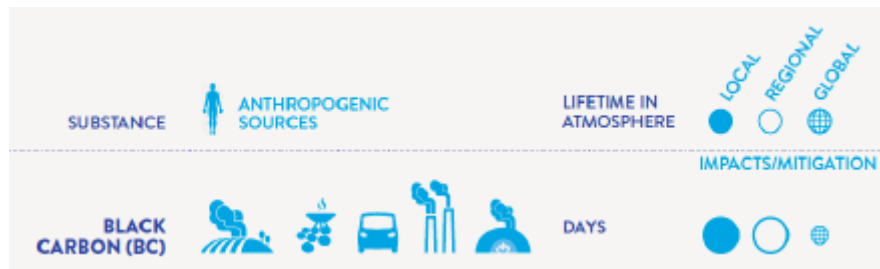 SUBSTANCE
ANTHROPOGENIC
SOURCES
LIFETIME IN
ATMOSPHERE
LOCAL
REGIONAL
GLOBAL
IMPACTS/MITIGATION
BLACK
CARBON (BC)
DAYS